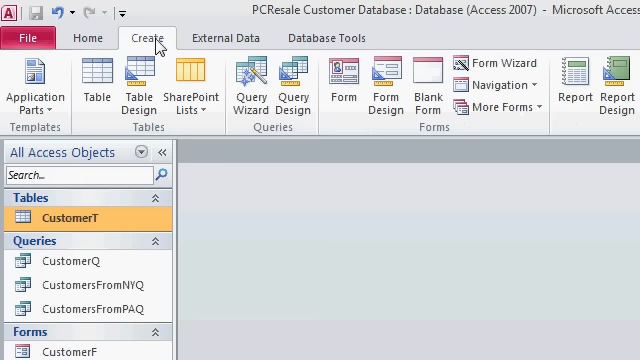 PCResale Customer Database : Database (Access 2007) - Microsoft Acces
File Home Create External Data Database Tools
Application Parts
Table
Table Design
SharePoint Lists
Query Wizard
Query Design
Form
Form Design
Blank Form
Form Wizard
Navigation
More Forms
Report
Report Design
Templates Tables Queries Forms
All Access Objects
Search...
Tables
CustomerT
Queries
CustomerQ
CustomersFromNYQ
CustomersFromPAQ
Forms
CustomerF